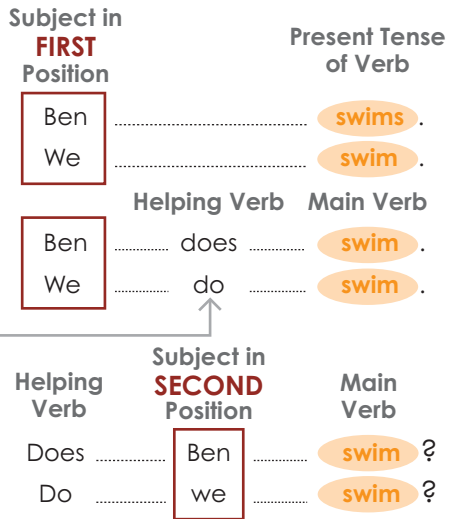 Subject in
FIRST
Position
Present Tense
of Verb
Ben swims.
We swim.
Helping Verb Main Verb
Ben does swim.
We do swim.
Subject in
SECOND
Position
Helping
Verb
Main
Verb
Does Ben swim?
Do we swim?